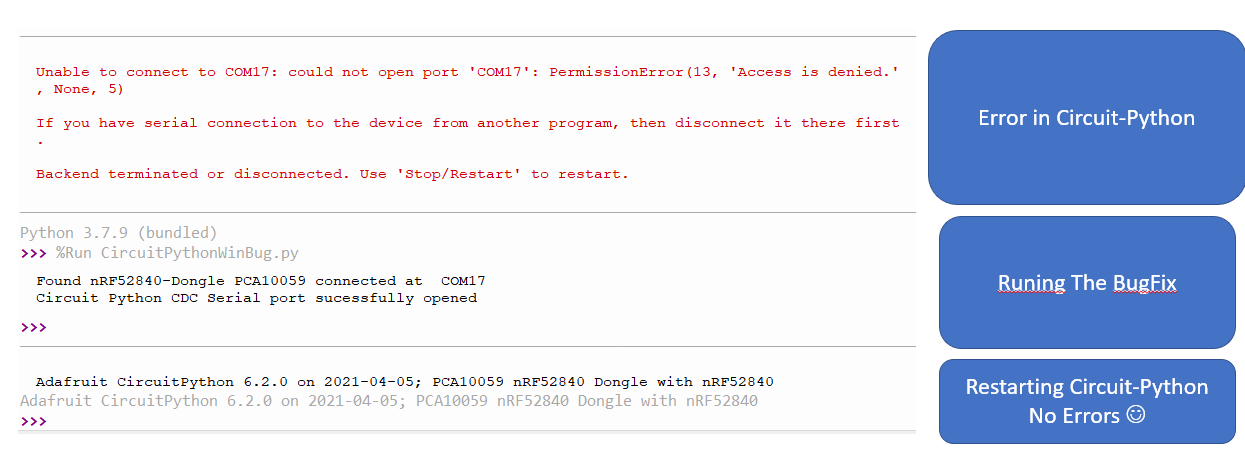 Unable to connect to COM17: could not open port 'COM17': PermissionError(13, 'Access is denied.'
, None, 5)
If you have serial connection to the device from another program, then disconnect it there first
.
Backend terminated or disconnected. Use 'Stop/Restart' to restart.
Error in Circuit-Python
Python 3.7.9 (bundled)
>>> %Run CircuitPythonWinBug.py
Found nRF52840-Dongle PCA10059 connected at  COM17
Circuit Python CDC Serial port sucessfully opened
>>>
Runing The BugFix
Adafruit CircuitPython 6.2.0 on 2021-04-05; PCA10059 nRF52840 Dongle with nRF52840
Adafruit CircuitPython 6.2.0 on 2021-04-05; PCA10059 nRF52840 Dongle with nRF52840
>>>
Restarting Circuit-Python
No Errors ☺